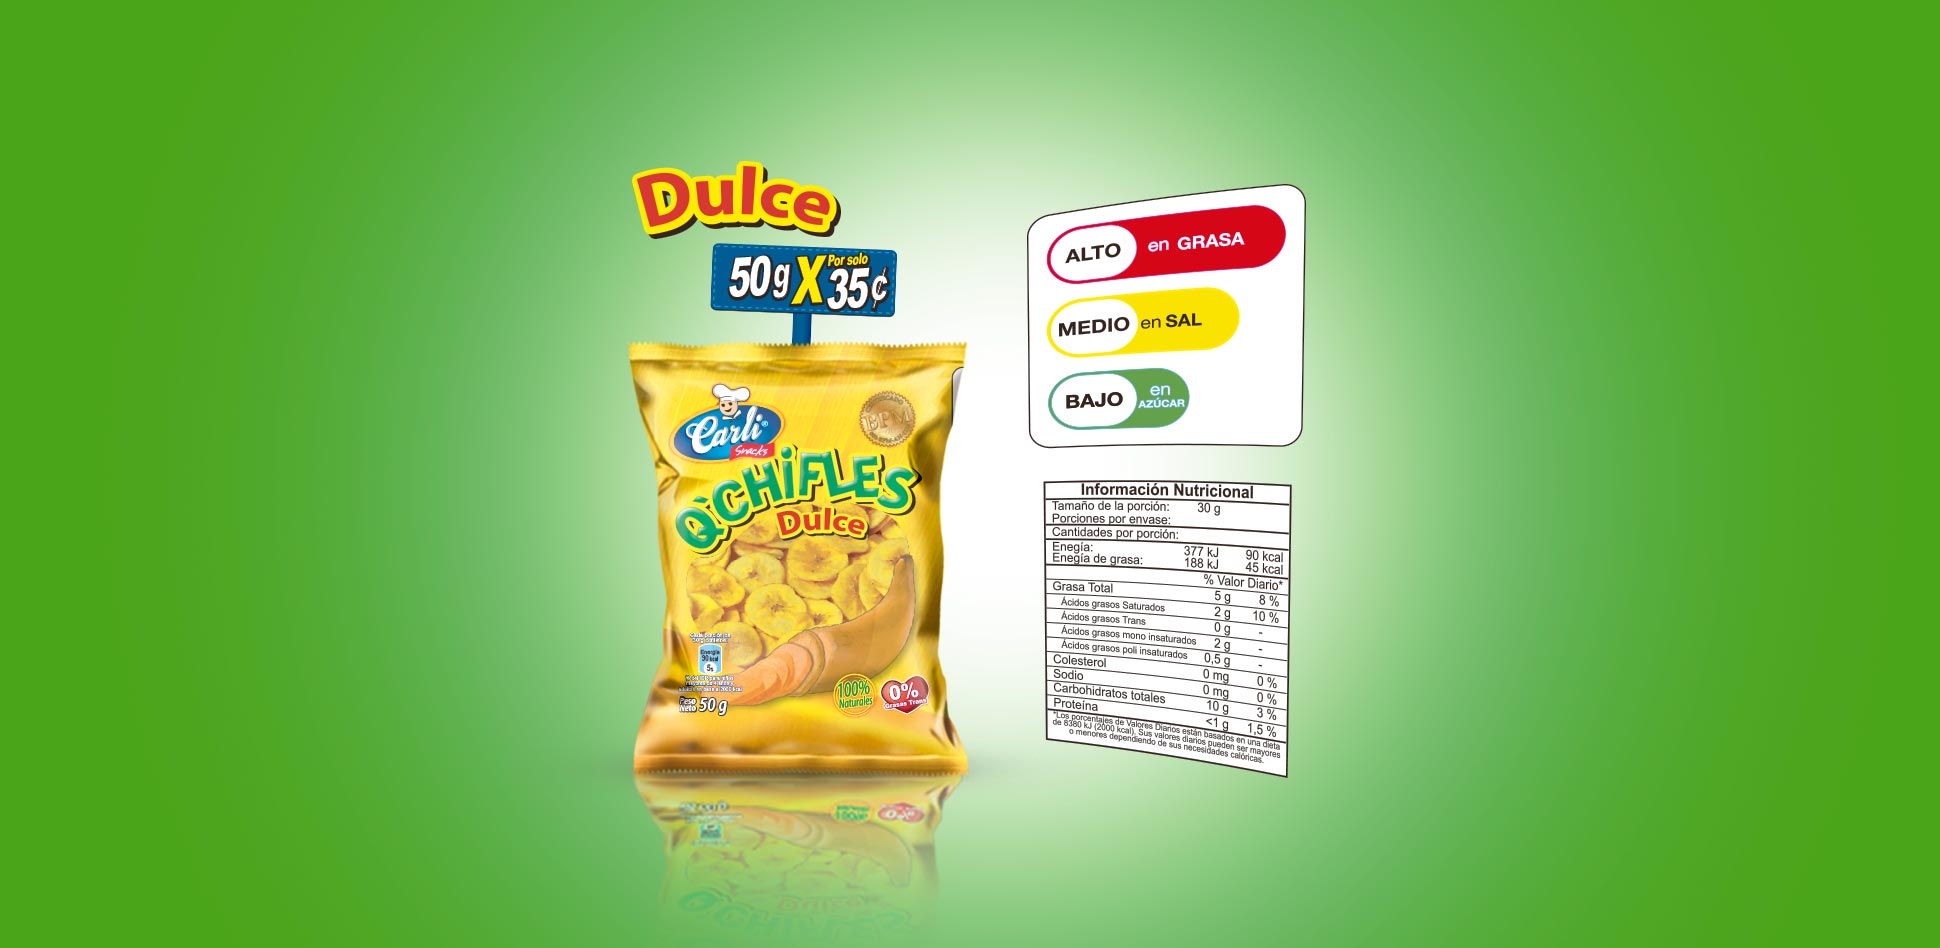 Dulce
50g X Por solo 35¢
Carli®
Snacks
EPM
Q'CHiFLES
Dulce
Energía
90 kcal
Peso
Neto 50 g
100%
Naturales
0%
Grasas Trans
ALTO en GRASA
MEDIO en SAL
BAJO en AZÚCAR
Información Nutricional
Tamaño de la porción: 30 g
Porciones por envase:
Cantidades por porción:
Enegía: 377 kJ 90 kcal
Enegía de grasa: 188 kJ 45 kcal
% Valor Diario*
Grasa Total 5 g 8 %
Ácidos grasos Saturados 2 g 10 %
Ácidos grasos Trans 0 g -
Ácidos grasos mono insaturados 2 g -
Ácidos grasos poli insaturados 0,5 g -
Colesterol 0 mg 0 %
Sodio 0 mg 0 %
Carbohidratos totales 10 g 3 %
Proteína <1 g 1,5 %
*Los porcentajes de Valores Diarios están basados en una dieta
de 8380 kJ (2000 kcal). Sus valores diarios pueden ser mayores
o menores dependiendo de sus necesidades calóricas.